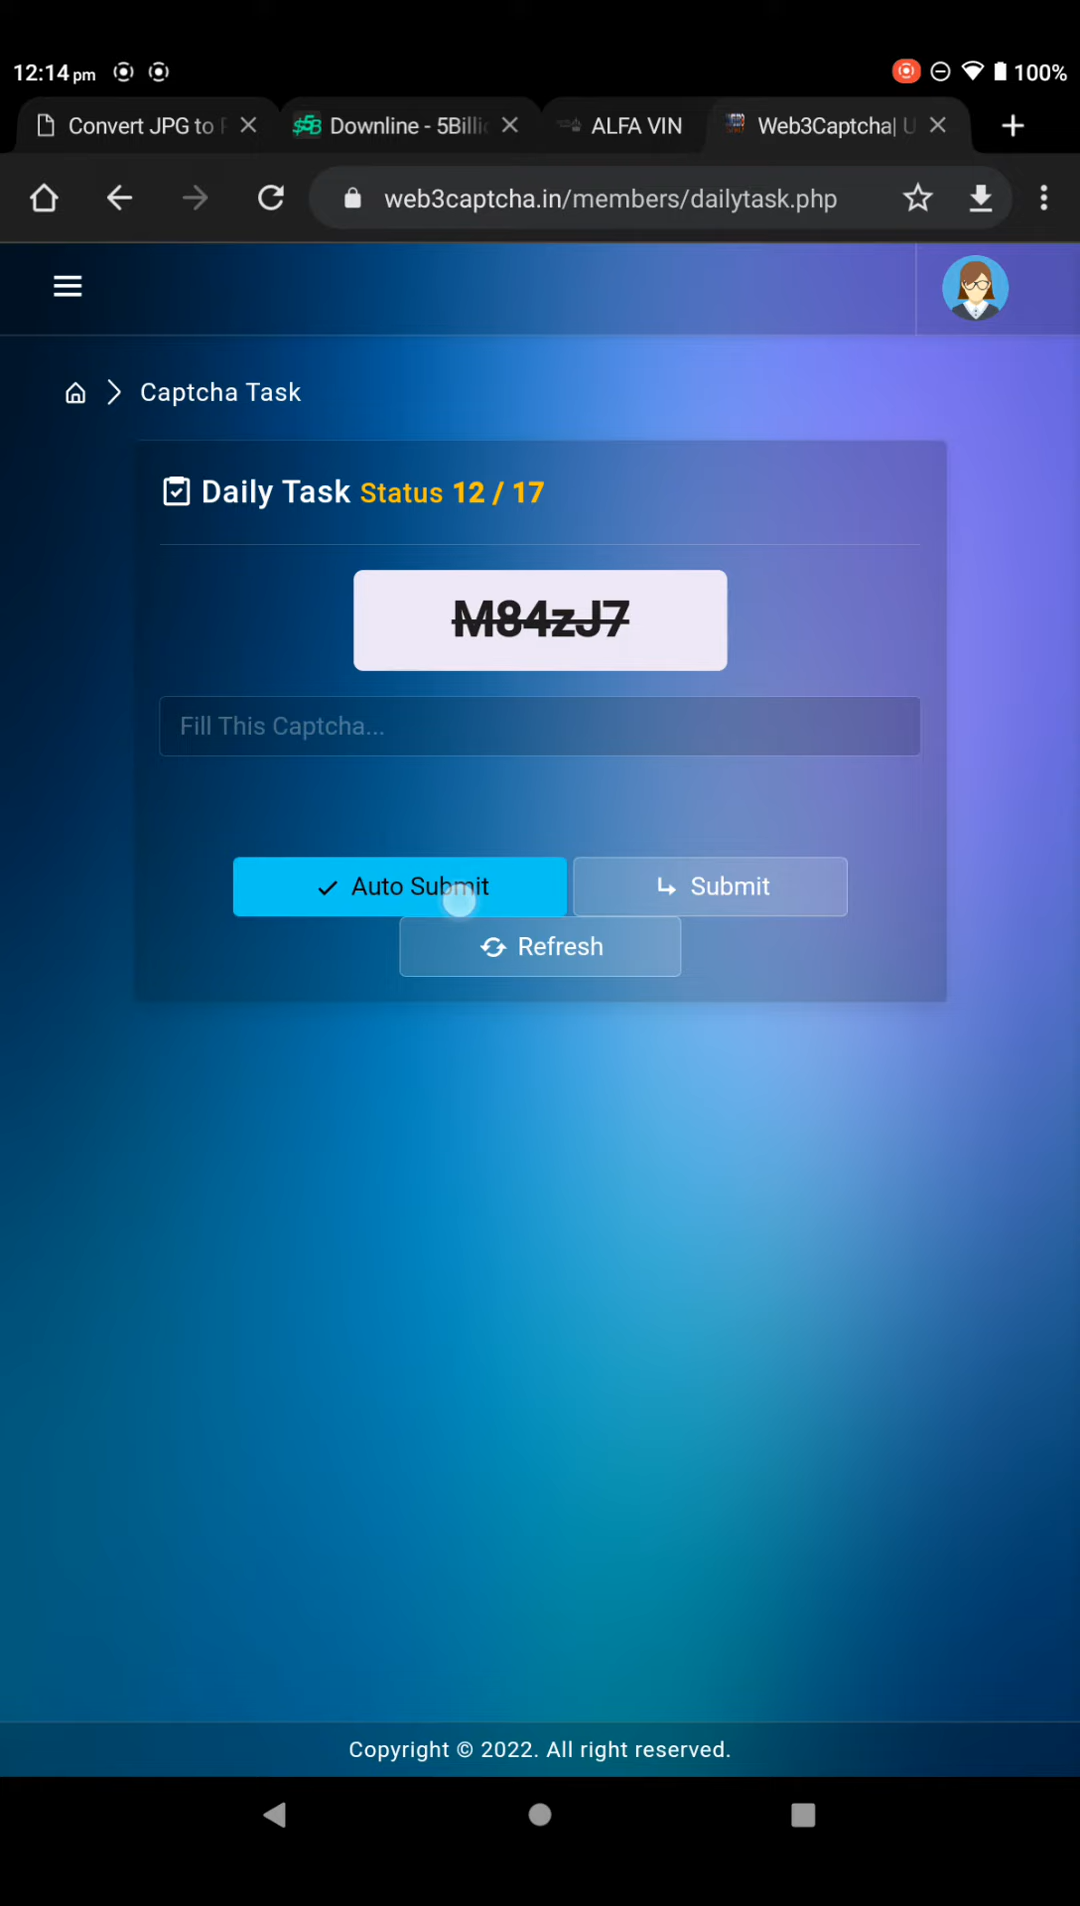 12:14 pm
100%
Convert JPG to
Downline - 5Billi
ALFA VIN
Web3Captcha| U
web3captcha.in/members/dailytask.php
Captcha Task
Daily Task Status 12 / 17
M84zJ7
Fill This Captcha...
Auto Submit
Submit
Refresh
Copyright © 2022. All right reserved.